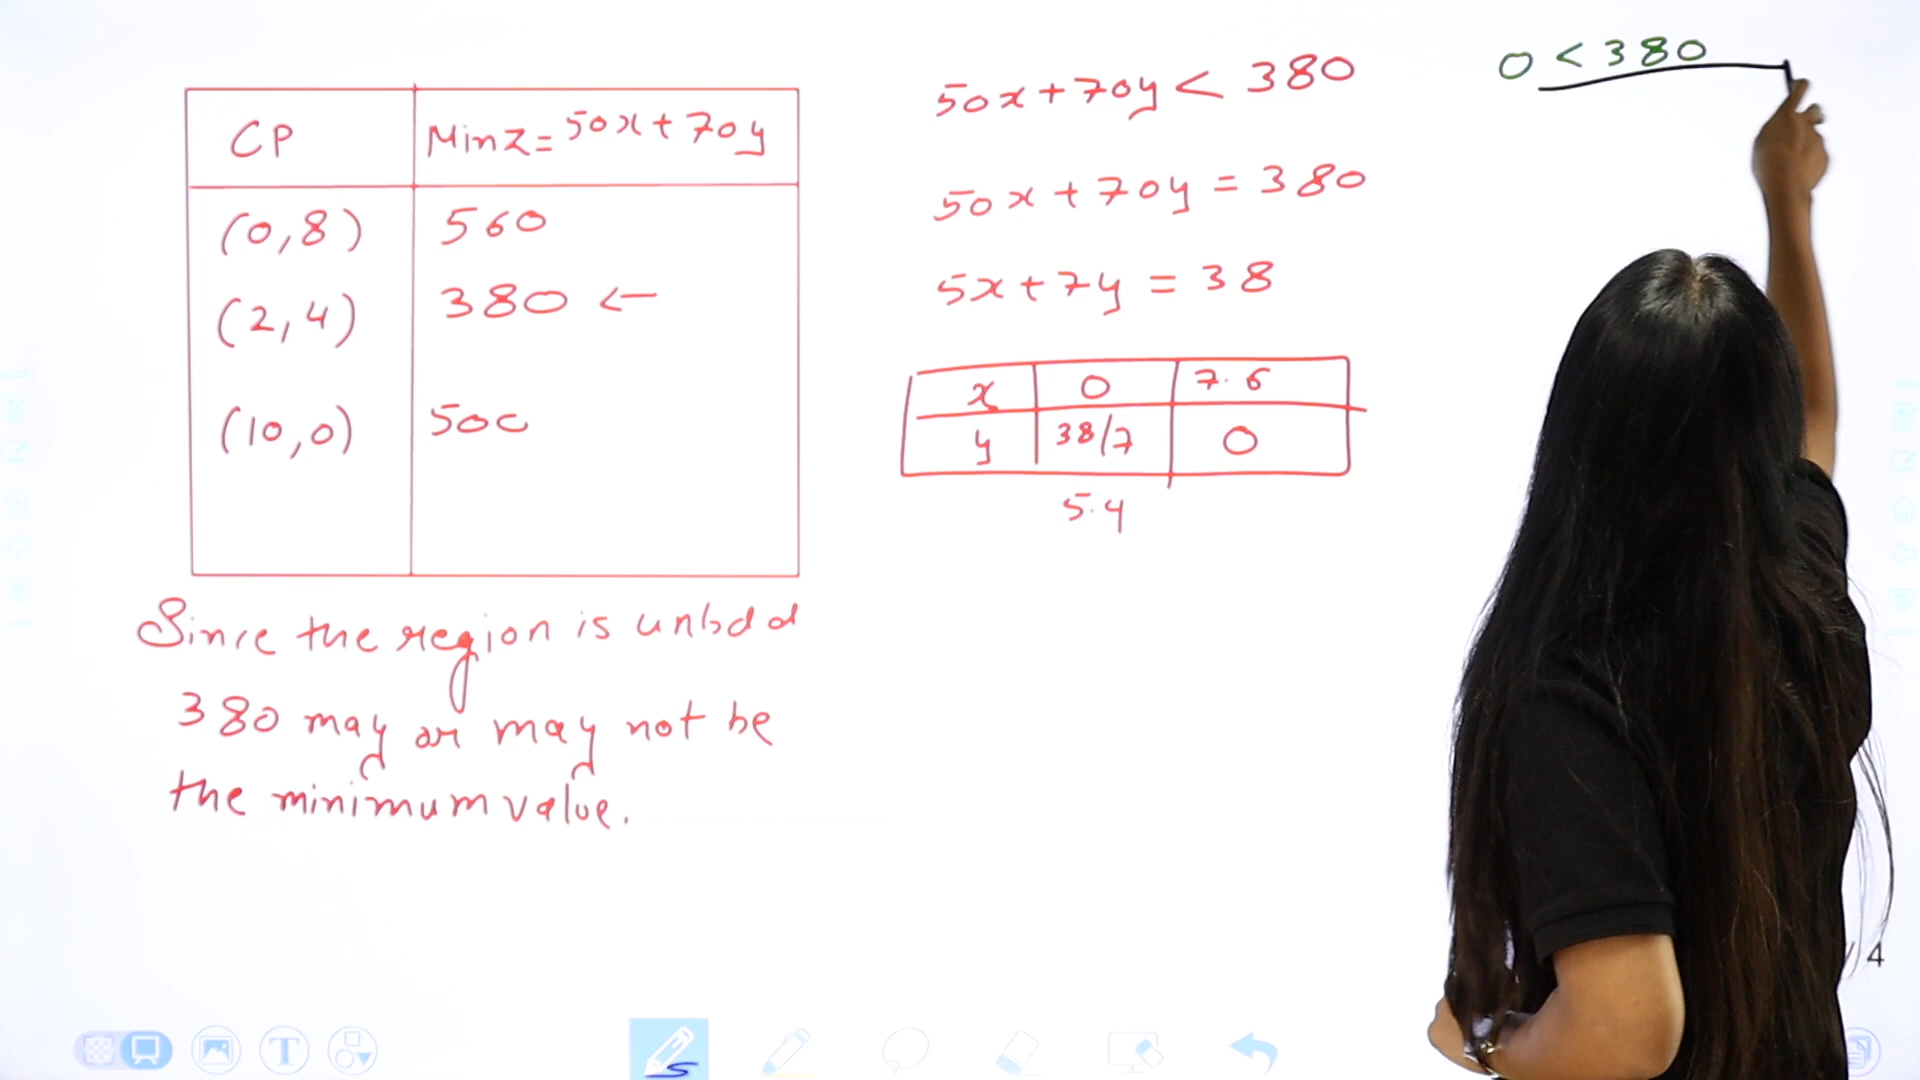 CP Min Z = 50x + 70y
(0,8) 560
(2,4) 380 ←
(10,0) 500
Since the region is unbdd
380 may or may not be
the minimum value.
50x + 70y < 380
50x + 70y = 380
5x + 7y = 38
x 0 7.6
y 38/7 0
5.4
0 < 380
/ 4
T